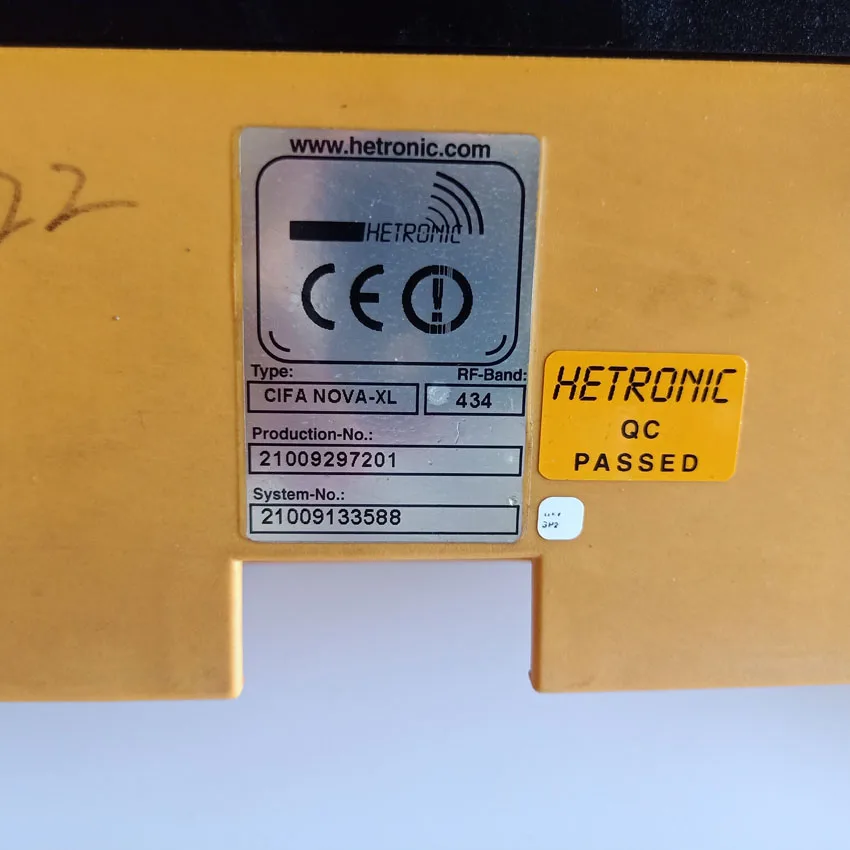 www.hetronic.com
HETRONIC
CE
22
Type:
RF-Band:
CIFA NOVA-XL
434
Production-No.:
21009297201
System-No.:
21009133588
HETRONIC
QC
PASSED